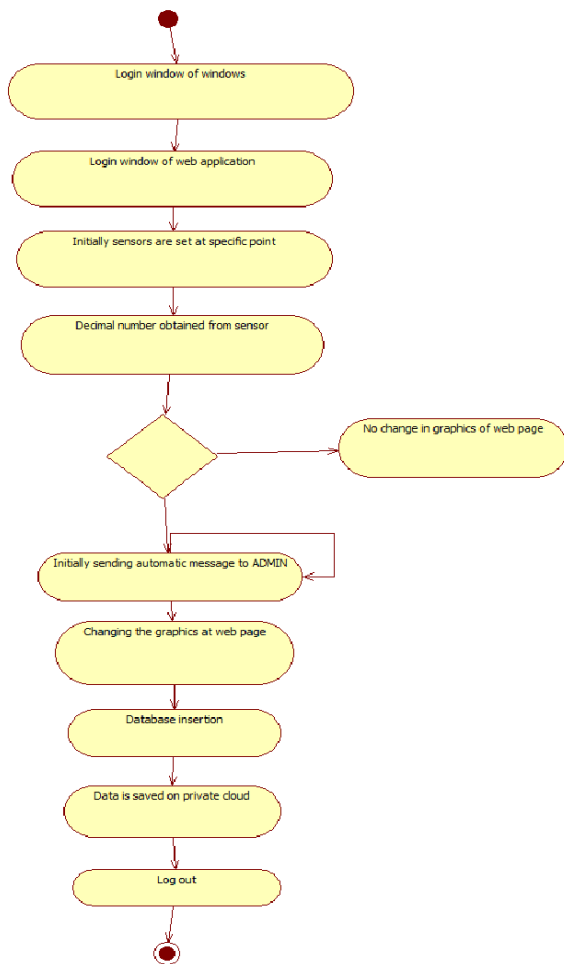 Login window of windows
Login window of web application
Initially sensors are set at specific point
Decimal number obtained from sensor
No change in graphics of web page
Initially sending automatic message to ADMIN
Changing the graphics at web page
Database insertion
Data is saved on private cloud
Log out